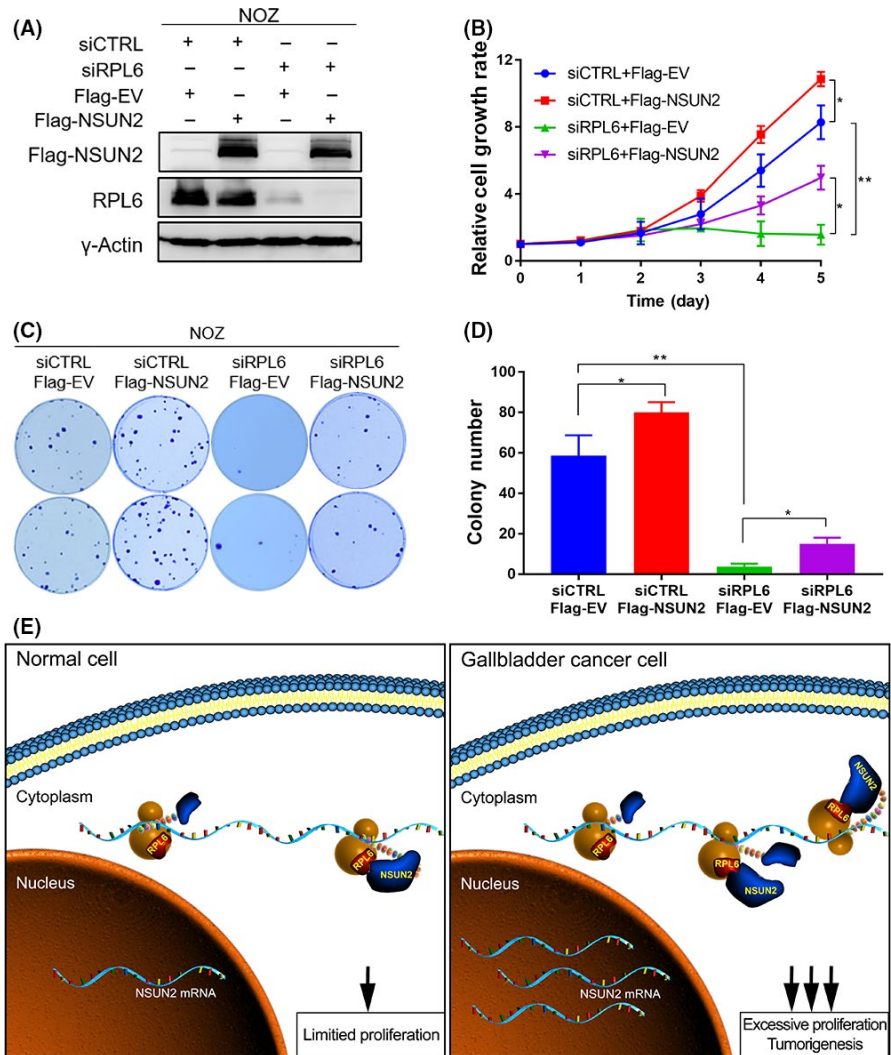 (A)
NOZ
siCTRL + + – –
siRPL6 – – + +
Flag-EV + – + –
Flag-NSUN2 – + – +
Flag-NSUN2
RPL6
γ-Actin
(B)
Relative cell growth rate
12
8
4
0
siCTRL+Flag-EV
siCTRL+Flag-NSUN2
siRPL6+Flag-EV
siRPL6+Flag-NSUN2
*
**
*
0 1 2 3 4 5
Time (day)
(C)
NOZ
siCTRL siCTRL siRPL6 siRPL6
Flag-EV Flag-NSUN2 Flag-EV Flag-NSUN2
(D)
Colony number
100
80
60
40
20
0
**
*
*
siCTRL siCTRL siRPL6 siRPL6
Flag-EV Flag-NSUN2 Flag-EV Flag-NSUN2
(E)
Normal cell
Cytoplasm
RPL6
RPL6
NSUN2
Nucleus
NSUN2 mRNA
Limitied proliferation
Gallbladder cancer cell
Cytoplasm
NSUN2
RPL6
RPL6
RPL6
NSUN2
Nucleus
NSUN2 mRNA
Excessive proliferation
Tumorigenesis